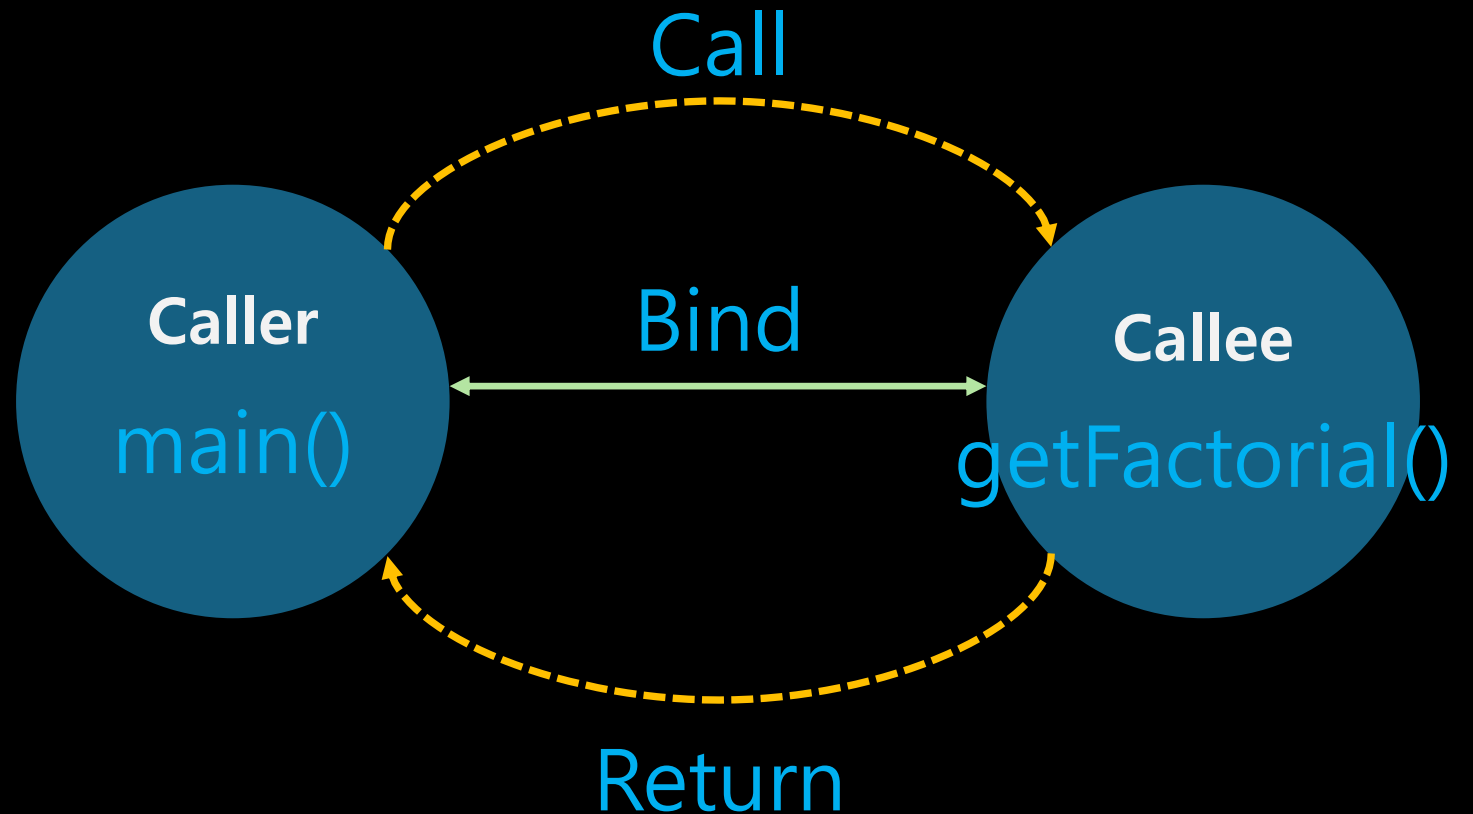 Call
Caller
main()
Bind
Callee
getFactorial()
Return